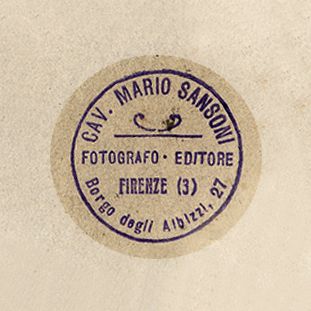 CAV. MARIO SANSONI
FOTOGRAFO · EDITORE
FIRENZE (3)
Borgo degli Albizzi, 27